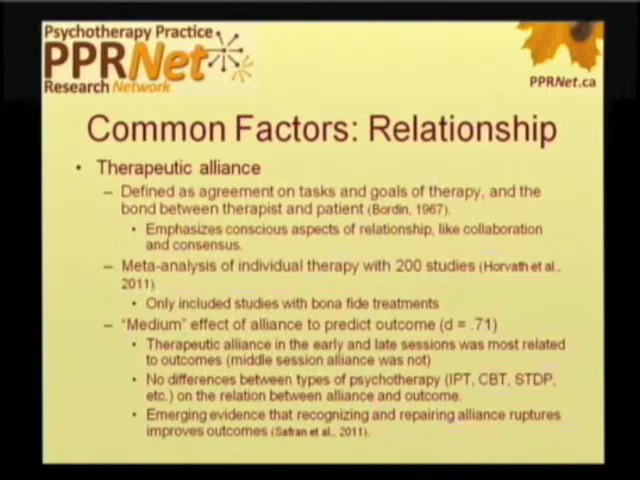 Psychotherapy Practice
PPRNet
Research Network
PPRNet.ca
Common Factors: Relationship
• Therapeutic alliance
– Defined as agreement on tasks and goals of therapy, and the
bond between therapist and patient (Bordin, 1967).
• Emphasizes conscious aspects of relationship, like collaboration
and consensus.
– Meta-analysis of individual therapy with 200 studies (Horvath et al.,
2011).
• Only included studies with bona fide treatments
– "Medium" effect of alliance to predict outcome (d = .71)
• Therapeutic alliance in the early and late sessions was most related
to outcomes (middle session alliance was not)
• No differences between types of psychotherapy (IPT, CBT, STDP,
etc.) on the relation between alliance and outcome.
• Emerging evidence that recognizing and repairing alliance ruptures
improves outcomes (Safran et al., 2011).